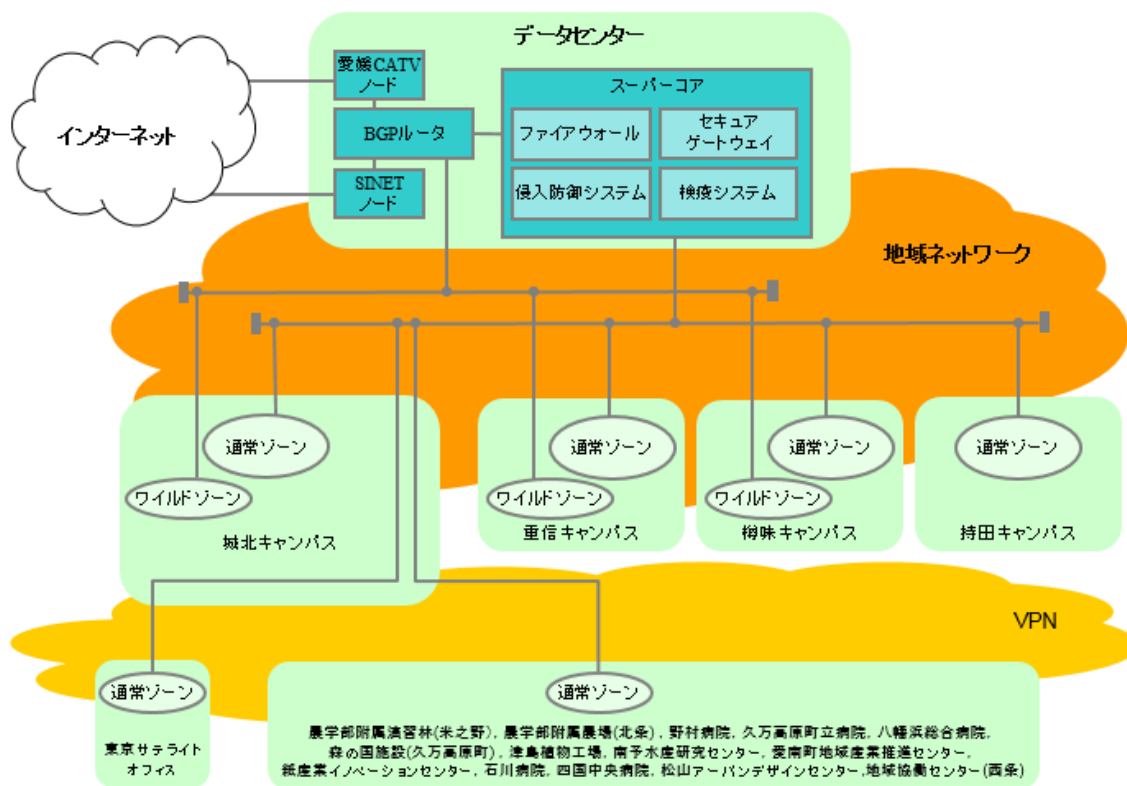 データセンター
愛媛CATV
ノード
スーパーコア
インターネット
BGPルータ
ファイアウォール
セキュア
ゲートウェイ
SINET
ノード
侵入防御システム
検疫システム
地域ネットワーク
通常ゾーン
通常ゾーン
通常ゾーン
通常ゾーン
ワイルドゾーン
ワイルドゾーン
ワイルドゾーン
城北キャンパス
重信キャンパス
樽味キャンパス
持田キャンパス
VPN
通常ゾーン
通常ゾーン
東京サテライト
オフィス
農学部附属演習林(米之野), 農学部附属農場(北条), 野村病院, 久万高原町立病院, 八幡浜総合病院,
森の国施設(久万高原町), 津島植物工場, 南予水産研究センター, 愛南町地域産業推進センター,
紙産業イノベーションセンター, 石川病院, 四国中央病院, 松山アーバンデザインセンター,地域協働センター(西条)